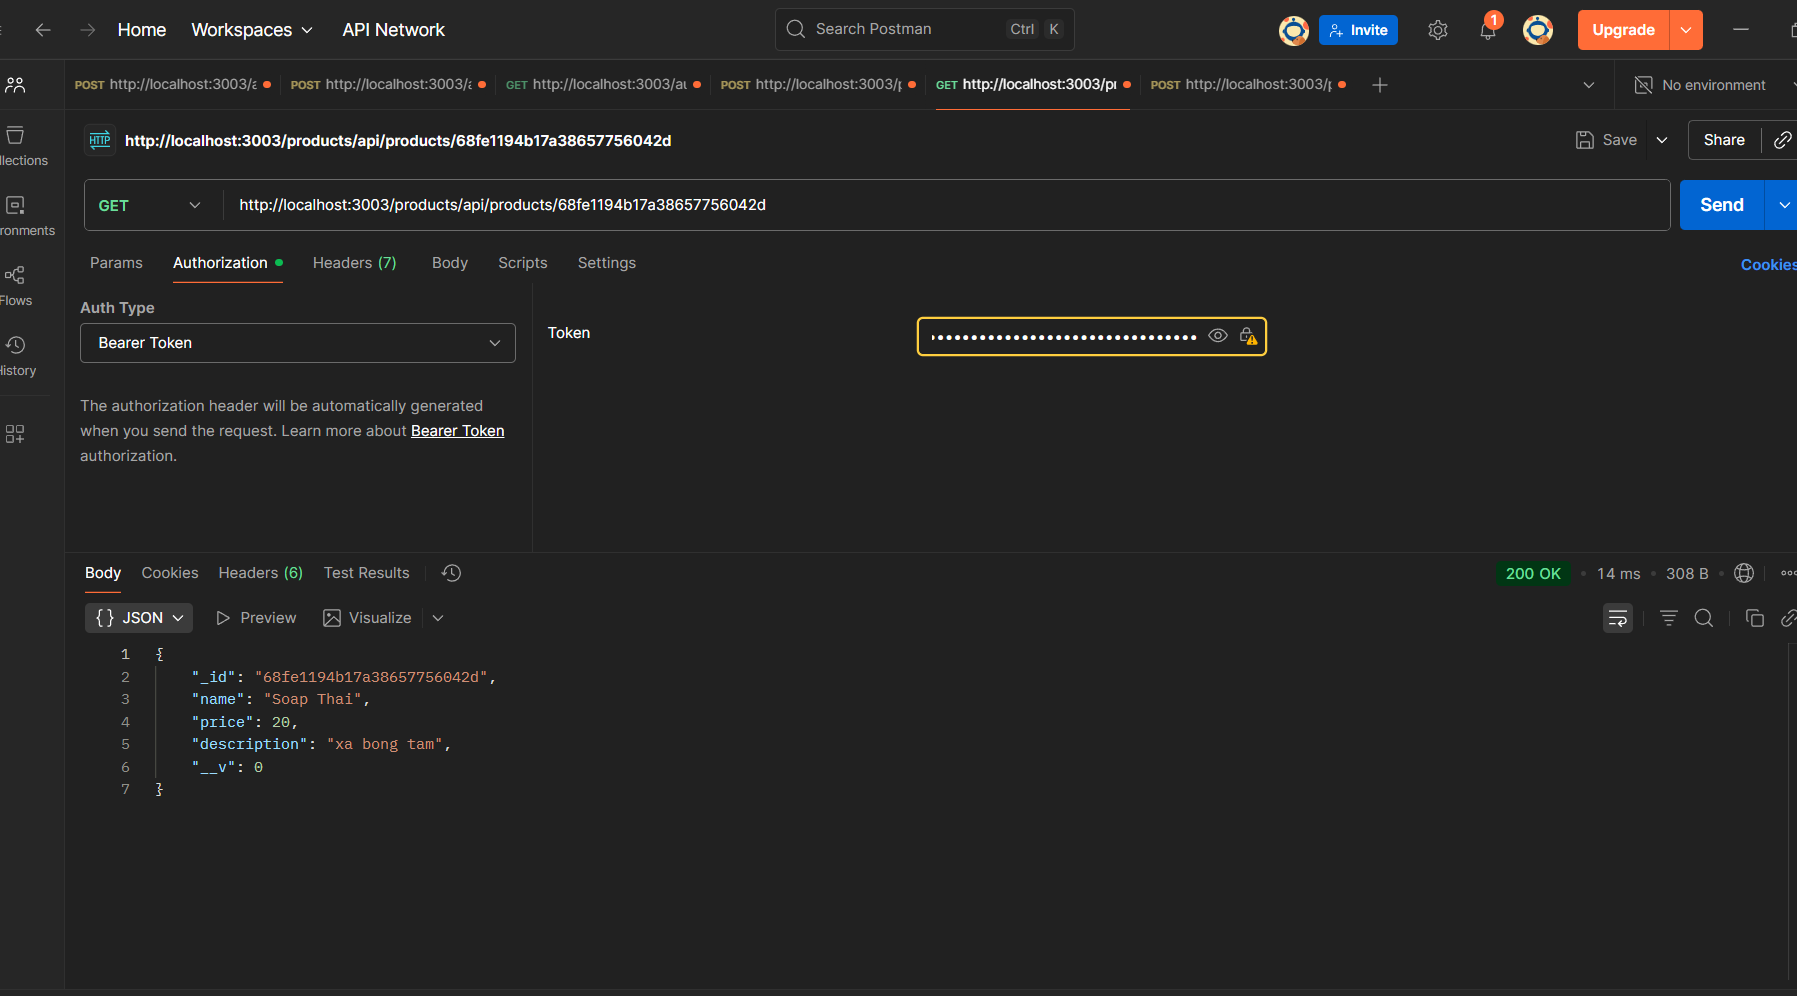 Home Workspaces API Network Search Postman Ctrl K Invite 1 Upgrade
POST http://localhost:3003/ POST http://localhost:3003/ GET http://localhost:3003/au POST http://localhost:3003/ GET http://localhost:3003/pr POST http://localhost:3003/ No environment
HTTP http://localhost:3003/products/api/products/68fe1194b17a38657756042d Save Share
GET http://localhost:3003/products/api/products/68fe1194b17a38657756042d Send
Params Authorization Headers (7) Body Scripts Settings Cookies
llections
ronments
Flows
History
Auth Type
Bearer Token
Token
The authorization header will be automatically generated
when you send the request. Learn more about Bearer Token
authorization.
Body Cookies Headers (6) Test Results 200 OK • 14 ms • 308 B •
{} JSON Preview Visualize
1 {
2 "_id": "68fe1194b17a38657756042d",
3 "name": "Soap Thai",
4 "price": 20,
5 "description": "xa bong tam",
6 "__v": 0
7 }